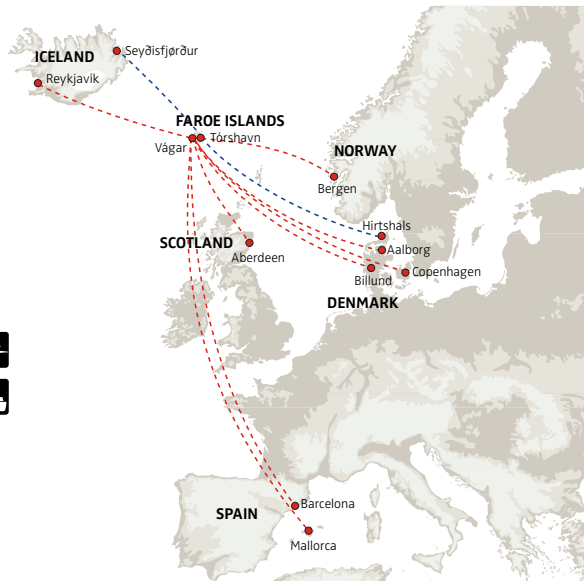 ICELAND
Seyðisfjørður
Reykjavík
FAROE ISLANDS
Tórshavn
Vágar
NORWAY
Bergen
Hirtshals
SCOTLAND
Aberdeen
Aalborg
Copenhagen
Billund
DENMARK
Barcelona
SPAIN
Mallorca